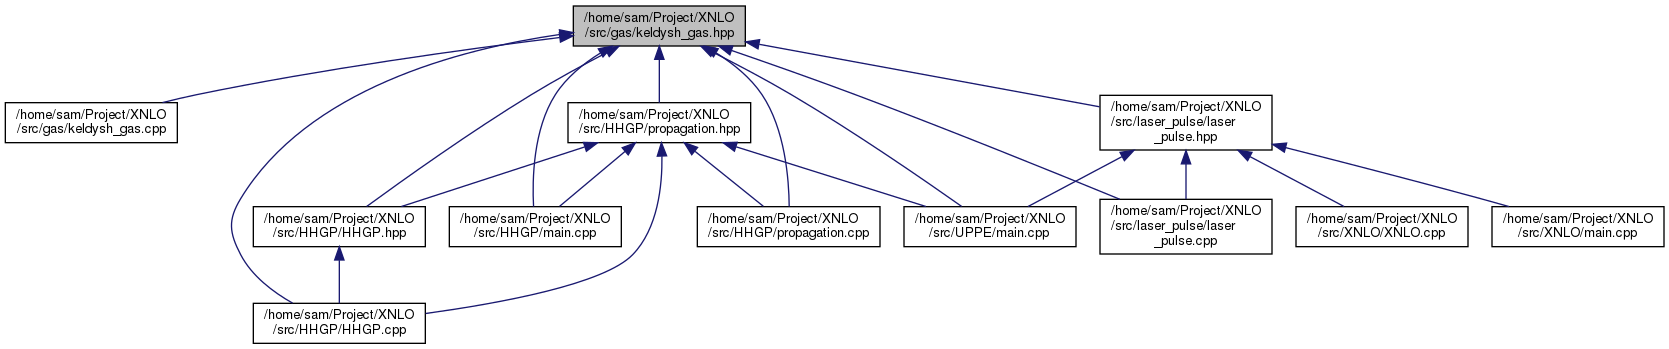 /home/sam/Project/XNLO
/src/gas/keldysh_gas.hpp
/home/sam/Project/XNLO
/src/gas/keldysh_gas.cpp
/home/sam/Project/XNLO
/src/HHGP/propagation.hpp
/home/sam/Project/XNLO
/src/laser_pulse/laser
_pulse.hpp
/home/sam/Project/XNLO
/src/HHGP/HHGP.hpp
/home/sam/Project/XNLO
/src/HHGP/main.cpp
/home/sam/Project/XNLO
/src/HHGP/propagation.cpp
/home/sam/Project/XNLO
/src/UPPE/main.cpp
/home/sam/Project/XNLO
/src/laser_pulse/laser
_pulse.cpp
/home/sam/Project/XNLO
/src/XNLO/XNLO.cpp
/home/sam/Project/XNLO
/src/XNLO/main.cpp
/home/sam/Project/XNLO
/src/HHGP/HHGP.cpp